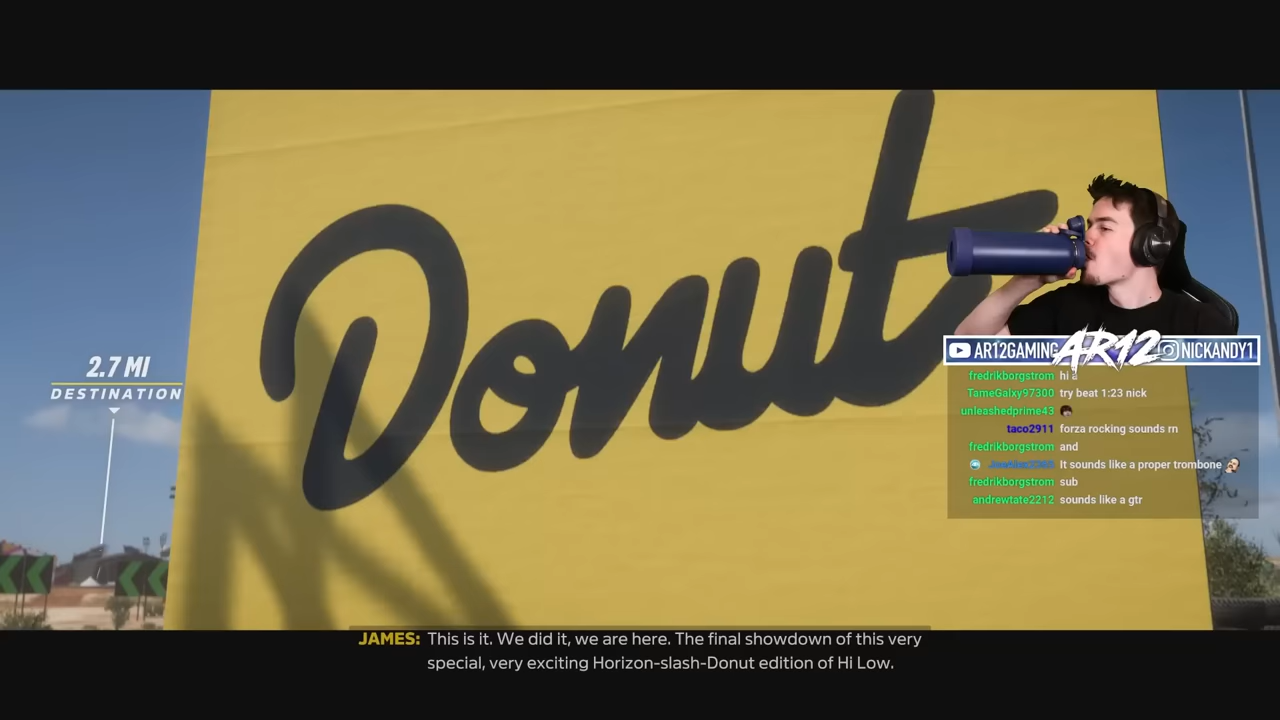 Donut
2.7 MI
DESTINATION
AR12GAMING AR12 NICKANDY1
fredrikborgstrom hi a
TameGalxy97300 try beat 1:23 nick
unleashedprime43
taco2911 forza rocking sounds rn
fredrikborgstrom and
It sounds like a proper trombone
fredrikborgstrom sub
andrewtate2212 sounds like a gtr
JAMES: This is it. We did it, we are here. The final showdown of this very
special, very exciting Horizon-slash-Donut edition of Hi Low.